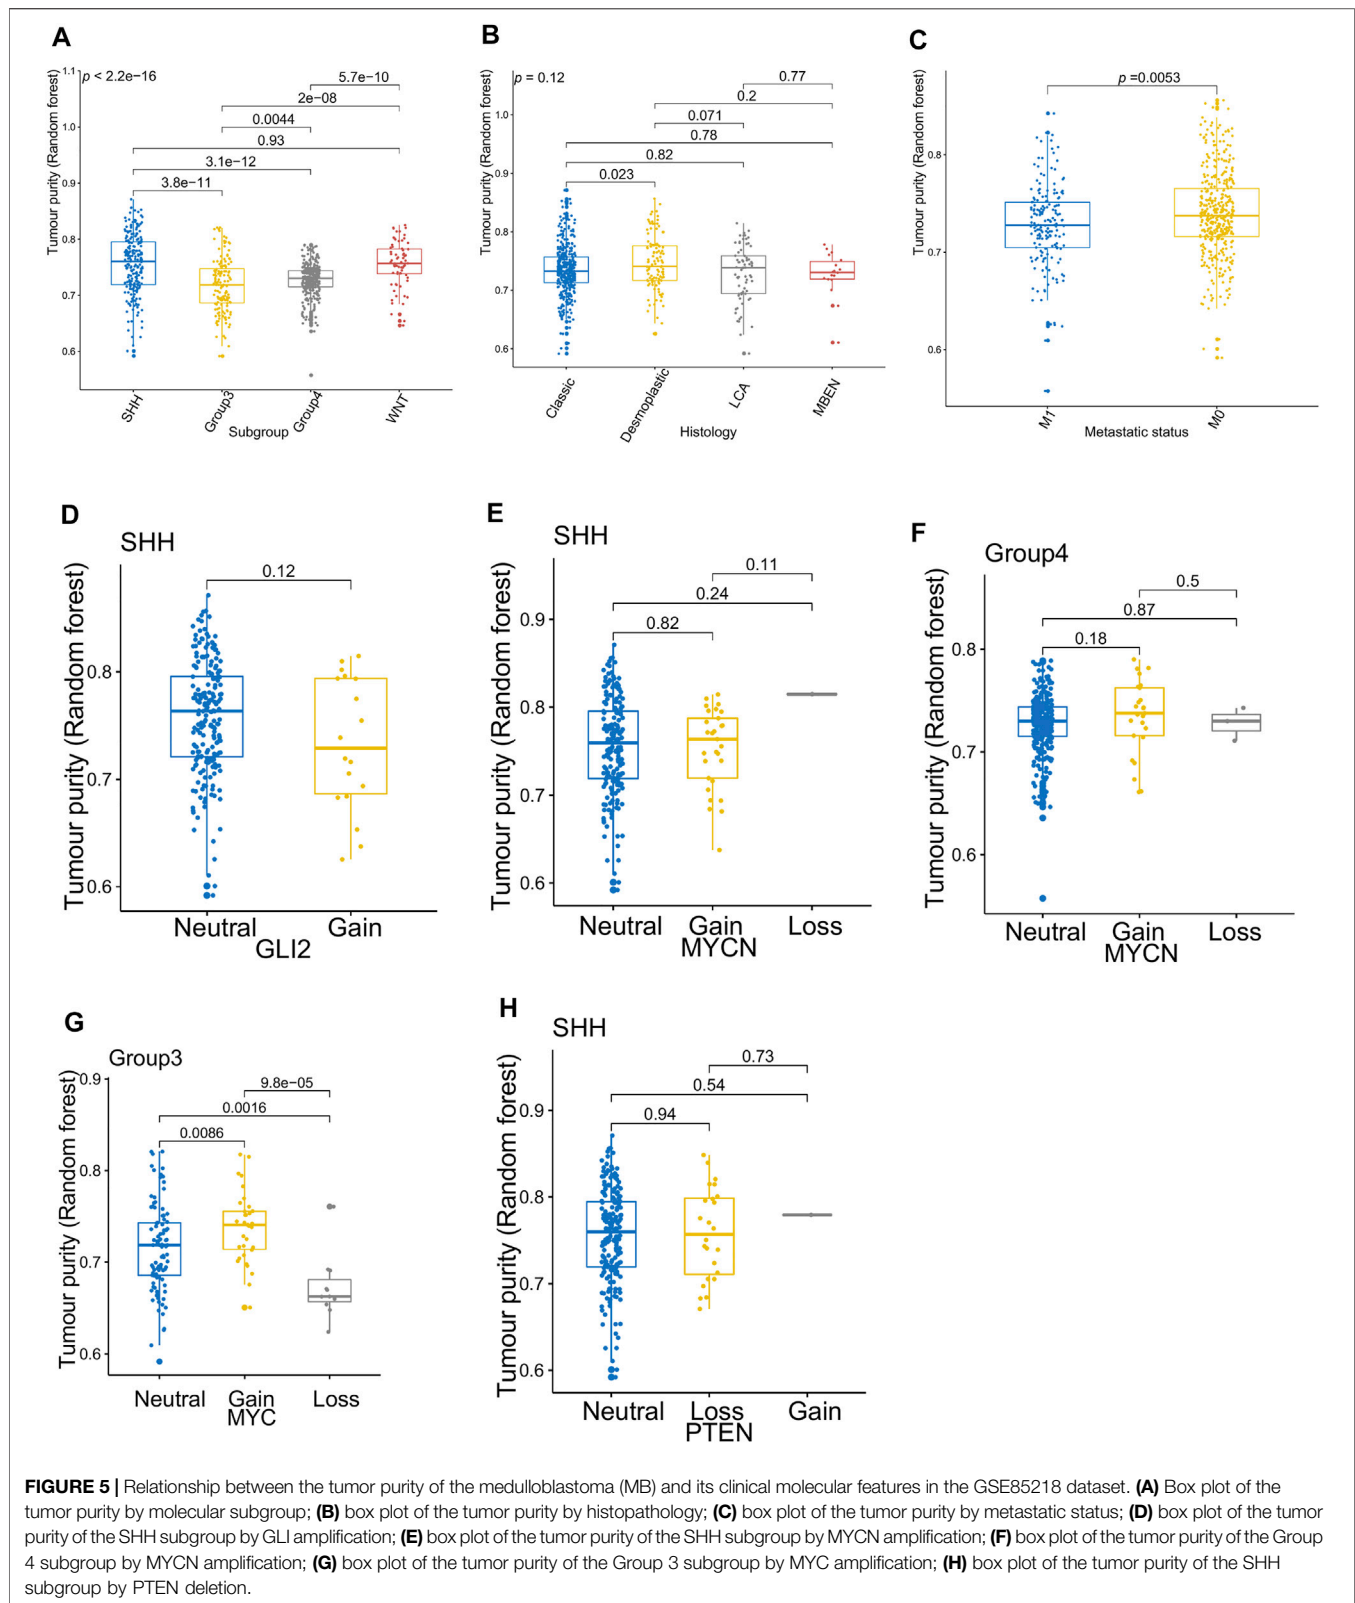 A
Tumour purity (Random forest)
1.1
1.0
0.9
0.8
0.7
0.6
p < 2.2e−16
5.7e−10
2e−08
0.0044
0.93
3.1e−12
3.8e−11
SHH
Group3
Group4
WNT
Subgroup
B
Tumour purity (Random forest)
1.0
0.9
0.8
0.7
0.6
p = 0.12
0.77
0.2
0.071
0.78
0.82
0.023
Classic
Desmoplastic
LCA
MBEN
Histology
C
Tumour purity (Random forest)
0.8
0.7
0.6
p =0.0053
M1
M0
Metastatic status
D
SHH
Tumour purity (Random forest)
0.8
0.7
0.6
0.12
Neutral
Gain
GLI2
E
SHH
Tumour purity (Random forest)
0.9
0.8
0.7
0.6
0.11
0.24
0.82
Neutral
Gain
Loss
MYCN
F
Group4
Tumour purity (Random forest)
0.8
0.7
0.6
0.5
0.87
0.18
Neutral
Gain
Loss
MYCN
G
Group3
Tumour purity (Random forest)
0.9
0.8
0.7
0.6
9.8e−05
0.0016
0.0086
Neutral
Gain
Loss
MYC
H
SHH
Tumour purity (Random forest)
0.9
0.8
0.7
0.6
0.73
0.54
0.94
Neutral
Loss
Gain
PTEN
FIGURE 5 | Relationship between the tumor purity of the medulloblastoma (MB) and its clinical molecular features in the GSE85218 dataset. (A) Box plot of the
tumor purity by molecular subgroup; (B) box plot of the tumor purity by histopathology; (C) box plot of the tumor purity by metastatic status; (D) box plot of the tumor
purity of the SHH subgroup by GLI amplification; (E) box plot of the tumor purity of the SHH subgroup by MYCN amplification; (F) box plot of the tumor purity of the Group
4 subgroup by MYCN amplification; (G) box plot of the tumor purity of the Group 3 subgroup by MYC amplification; (H) box plot of the tumor purity of the SHH
subgroup by PTEN deletion.